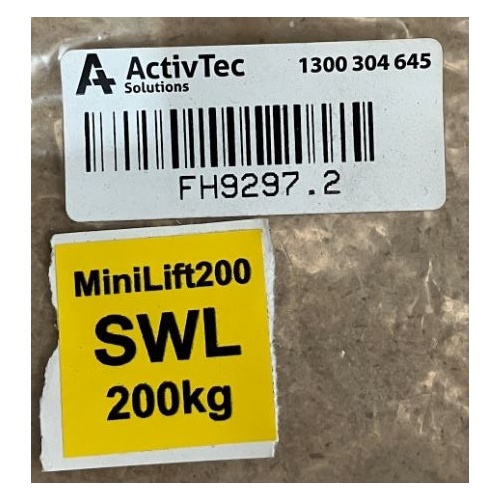 ActivTec 1300 304 645
Solutions
FH9297.2
MiniLift200
SWL
200kg